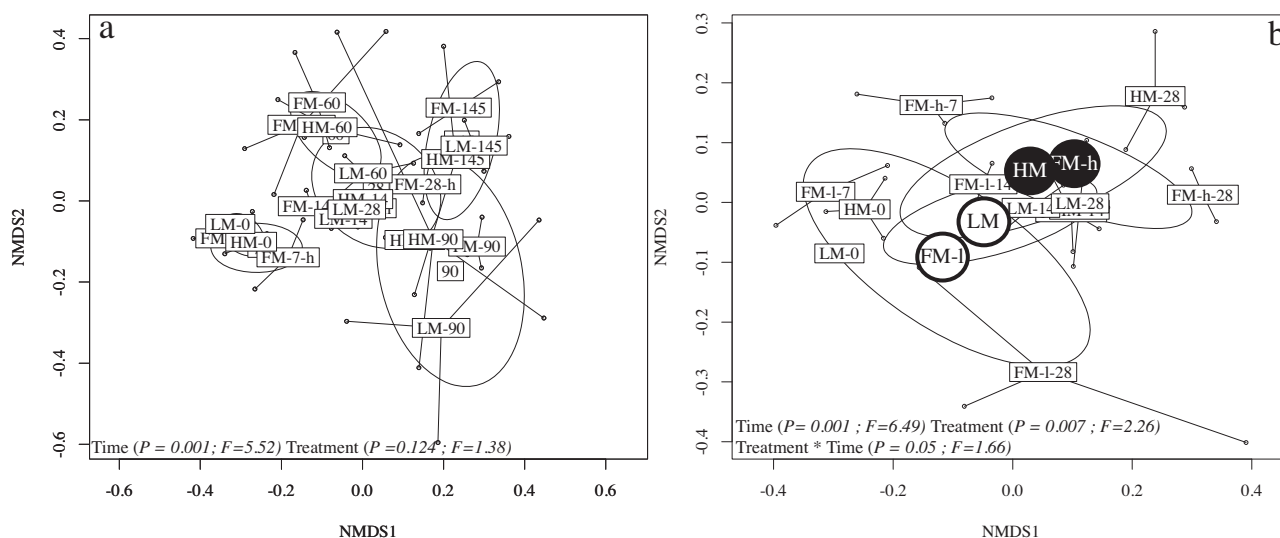 a
0.4
0.2
0.0
-0.2
-0.4
-0.6
NMDS2
FM-60
HM-60
LM-60
FM-28-h
LM-28
LM-0
HM-0
FM-7-h
FM-145
LM-145
HM-145
HM-90
90
LM-90
Time (P = 0.001; F=5.52) Treatment (P=0.124 ; F=1.38)
-0.6 -0.4 -0.2 0.0 0.2 0.4 0.6
NMDS1
b
0.3
0.2
0.1
0.0
-0.1
-0.2
-0.3
-0.4
NMDS2
HM-28
FM-h-7
HM
FM-h
FM-l-7
FM-l-14
FM-h-28
HM-0
LM-28
LM-14
LM
LM-0
FM-l
FM-l-28
Time (P = 0.001 ; F=6.49) Treatment (P = 0.007 ; F=2.26)
Treatment * Time (P = 0.05 ; F=1.66)
-0.4 -0.2 0.0 0.2 0.4
NMDS1